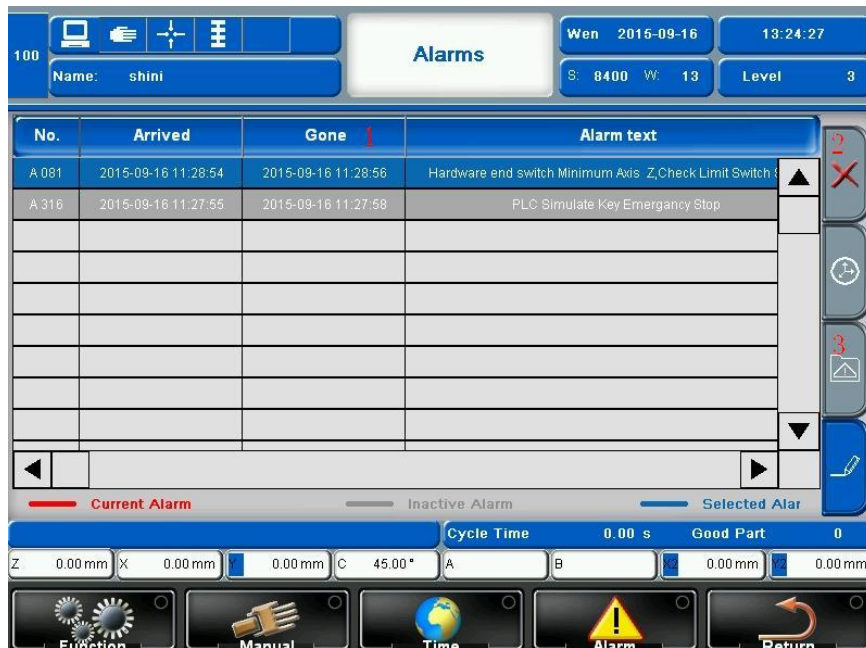 100
Name: shini
Alarms
Wen 2015-09-16
13:24:27
S: 8400 W: 13
Level 3
No. Arrived Gone 1 Alarm text
A 081 2015-09-16 11:28:54 2015-09-16 11:28:56 Hardware end switch Minimum Axis Z,Check Limit Switch
A 316 2015-09-16 11:27:55 2015-09-16 11:27:58 PLC Simulate Key Emergancy Stop
2
3
Current Alarm Inactive Alarm Selected Alar
Cycle Time 0.00 s Good Part 0
Z 0.00 mm X 0.00 mm Y 0.00 mm C 45.00° A B X2 0.00 mm Y2 0.00 mm
Function Manual Time Alarm Return